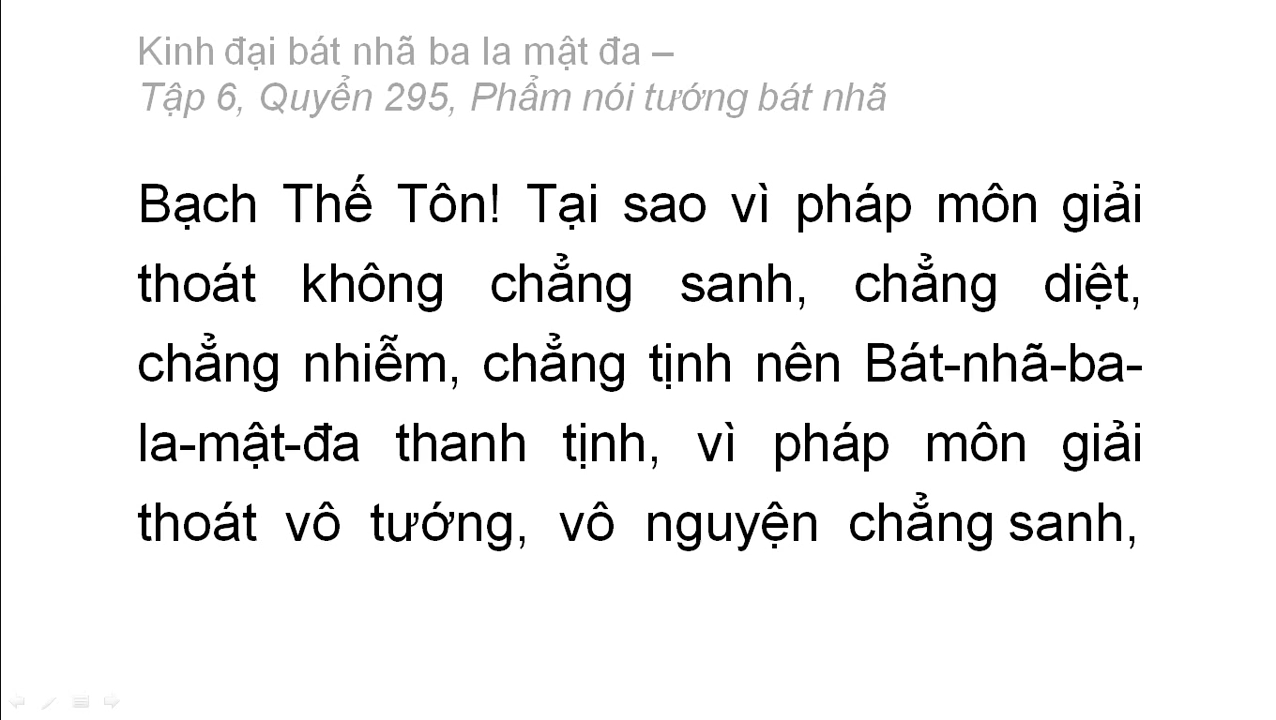 Kinh đại bát nhã ba la mật đa –
Tập 6, Quyển 295, Phẩm nói tướng bát nhã
Bạch Thế Tôn! Tại sao vì pháp môn giải
thoát không chẳng sanh, chẳng diệt,
chẳng nhiễm, chẳng tịnh nên Bát-nhã-ba-
la-mật-đa thanh tịnh, vì pháp môn giải
thoát vô tướng, vô nguyện chẳng sanh,